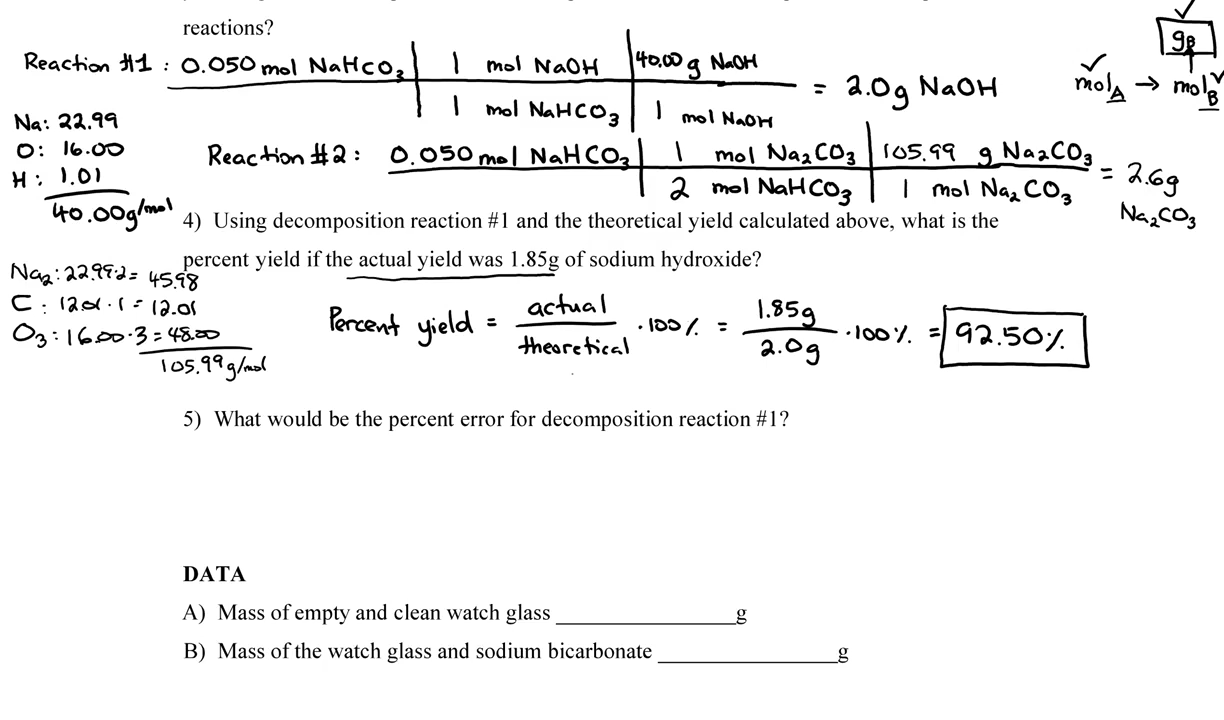 reactions?
g_B
Reaction #1 : 0.050 mol NaHCO₃ | 1 mol NaOH | 40.00 g NaOH
mol_A → mol_B
1 mol NaHCO₃ | 1 mol NaOH
= 2.0g NaOH
Na: 22.99
O: 16.00
H: 1.01
40.00g/mol
Reaction #2 : 0.050 mol NaHCO₃ | 1 mol Na₂CO₃ | 105.99 g Na₂CO₃
2 mol NaHCO₃ | 1 mol Na₂CO₃
= 2.6g
Na₂CO₃
4) Using decomposition reaction #1 and the theoretical yield calculated above, what is the
percent yield if the actual yield was 1.85g of sodium hydroxide?
Na₂: 22.99·2 = 45.98
C : 12.01 · 1 = 12.01
O₃ : 16.00 · 3 = 48.00
105.99 g/mol
Percent yield = actual / theoretical · 100% = 1.85g / 2.0g · 100% = 92.50%
5) What would be the percent error for decomposition reaction #1?
DATA
A) Mass of empty and clean watch glass ________________g
B) Mass of the watch glass and sodium bicarbonate ________________g